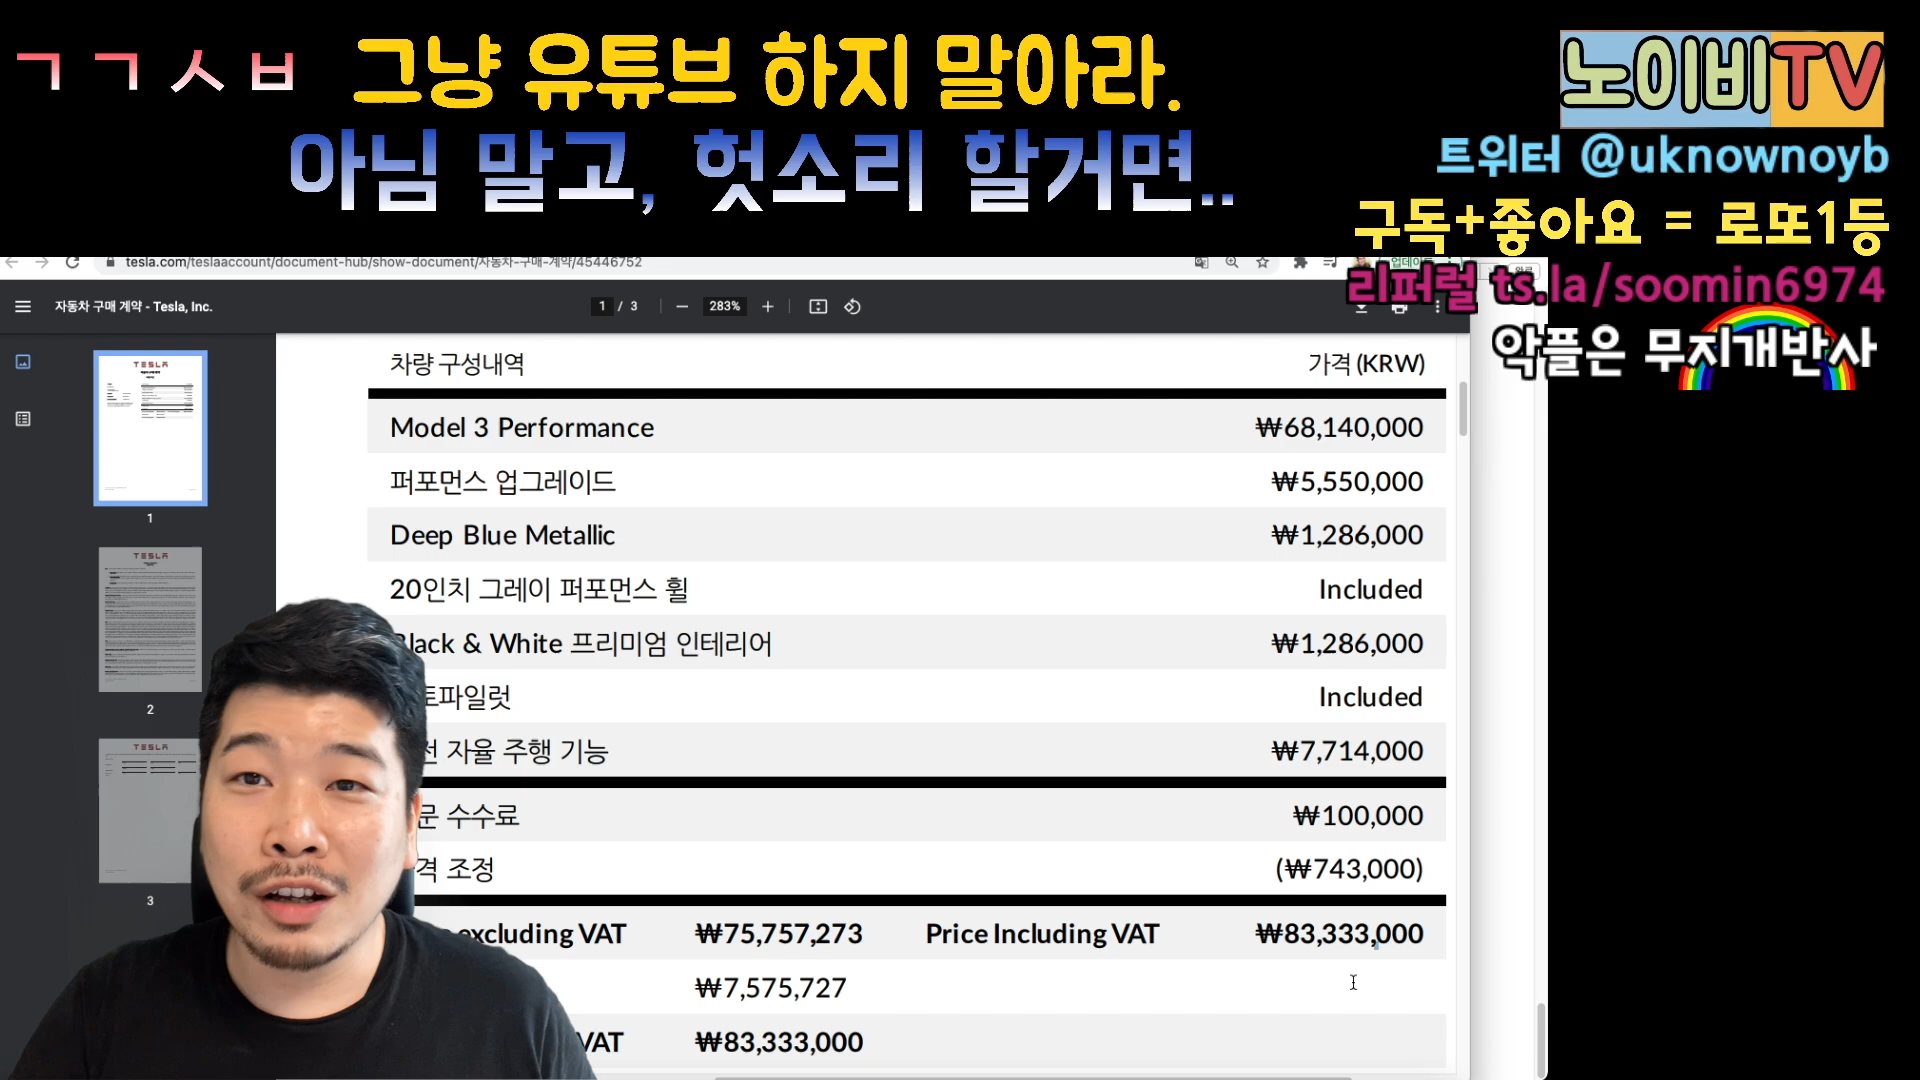 ㄱㄱㅅㅂ 그냥 유튜브 하지 말아라.
아님 말고, 헛소리 할거면..
노이비TV
트위터 @uknownoyb
구독+좋아요 = 로또1등
리퍼럴 ts.la/soomin6974
악플은 무지개반사
tesla.com/teslaaccount/document-hub/show-document/자동차-구매-계약/45446752
자동차 구매 계약 - Tesla, Inc.
1 / 3
283%
차량 구성내역 가격 (KRW)
Model 3 Performance ₩68,140,000
퍼포먼스 업그레이드 ₩5,550,000
Deep Blue Metallic ₩1,286,000
20인치 그레이 퍼포먼스 휠 Included
Black & White 프리미엄 인테리어 ₩1,286,000
토파일럿 Included
전 자율 주행 기능 ₩7,714,000
문 수수료 ₩100,000
격 조정 (₩743,000)
excluding VAT ₩75,757,273 Price Including VAT ₩83,333,000
₩7,575,727
VAT ₩83,333,000
TESLA
1
TESLA
2
TESLA
3